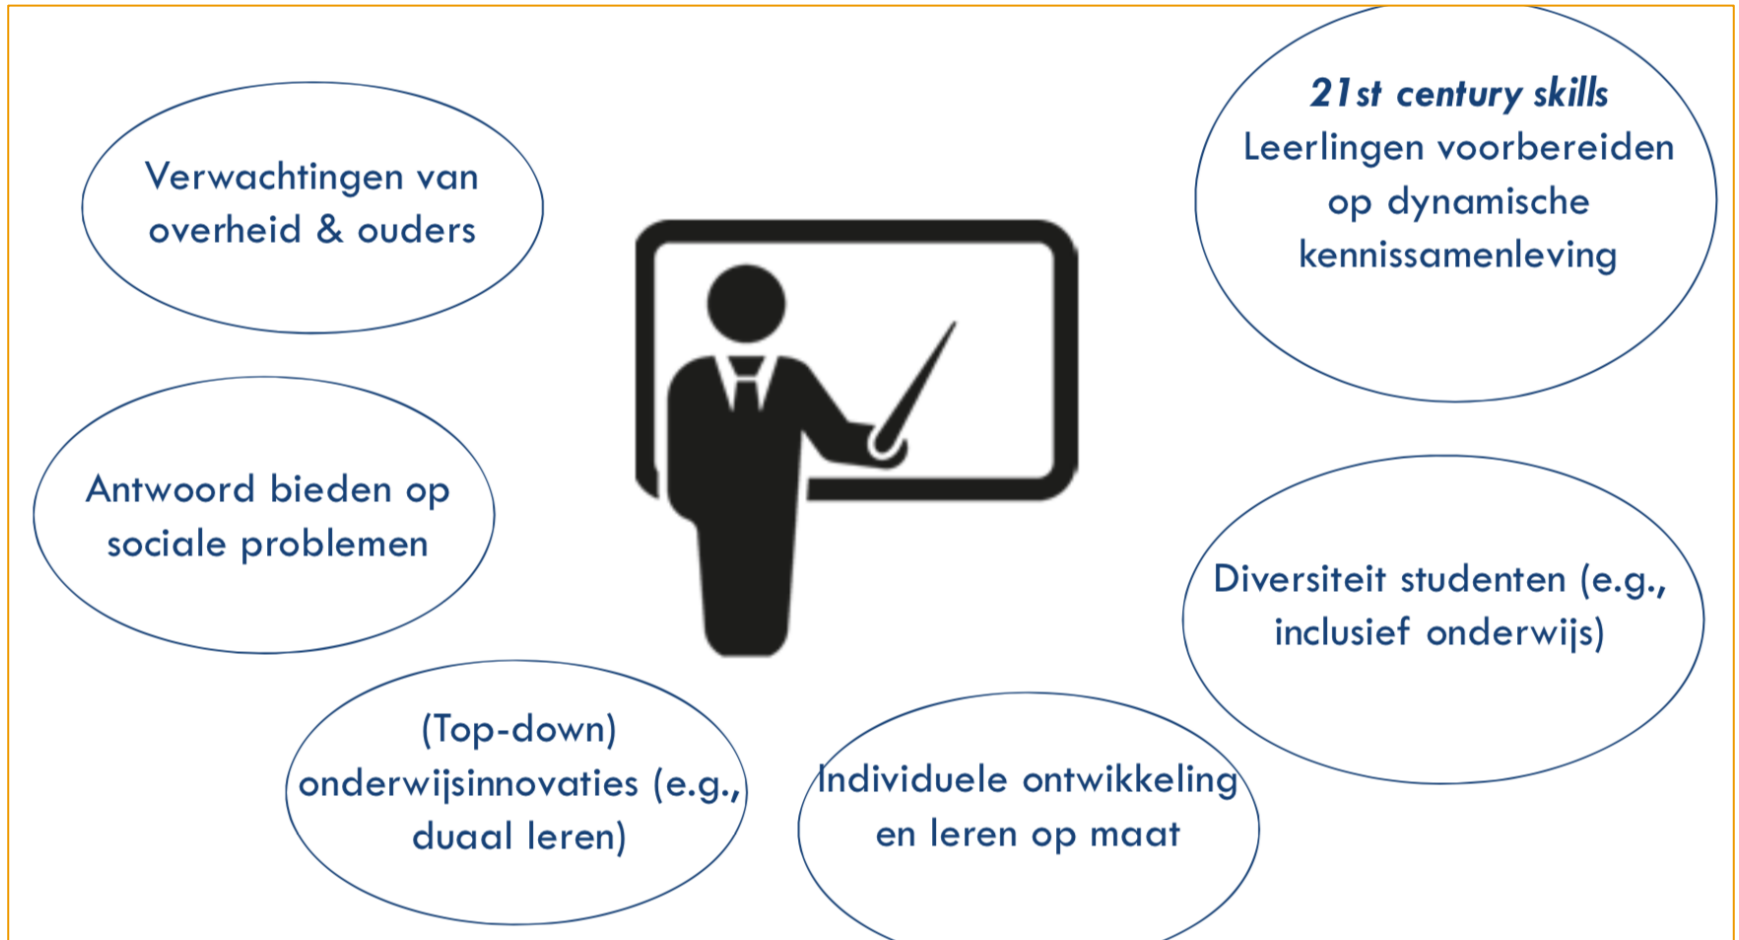 Verwachtingen van
overheid & ouders
21st century skills
Leerlingen voorbereiden
op dynamische
kennissamenleving
Antwoord bieden op
sociale problemen
Diversiteit studenten (e.g.,
inclusief onderwijs)
(Top-down)
onderwijsinnovaties (e.g.,
duaal leren)
Individuele ontwikkeling
en leren op maat